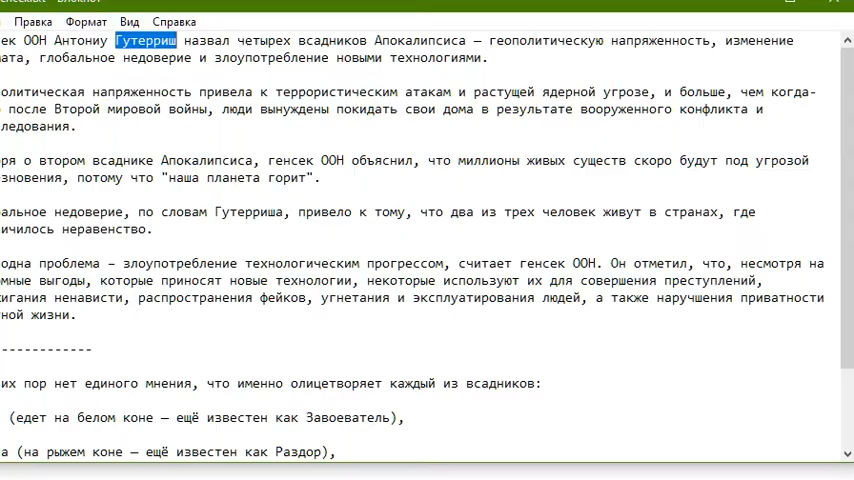 Правка Формат Вид Справка
ек ООН Антониу Гутерриш назвал четырех всадников Апокалипсиса – геополитическую напряженность, изменение
мата, глобальное недоверие и злоупотребление новыми технологиями.
олитическая напряженность привела к террористическим атакам и растущей ядерной угрозе, и больше, чем когда-
после Второй мировой войны, люди вынуждены покидать свои дома в результате вооруженного конфликта и
ледования.
ря о втором всаднике Апокалипсиса, генсек ООН объяснил, что миллионы живых существ скоро будут под угрозой
зновения, потому что "наша планета горит".
альное недоверие, по словам Гутерриша, привело к тому, что два из трех человек живут в странах, где
ичилось неравенство.
одна проблема – злоупотребление технологическим прогрессом, считает генсек ООН. Он отметил, что, несмотря на
мные выгоды, которые приносят новые технологии, некоторые используют их для совершения преступлений,
игания ненависти, распространения фейков, угнетания и эксплуатирования людей, а также наручшения приватности
тной жизни.
------------
их пор нет единого мнения, что именно олицетворяет каждый из всадников:
(едет на белом коне – ещё известен как Завоеватель),
а (на рыжем коне – ещё известен как Раздор),